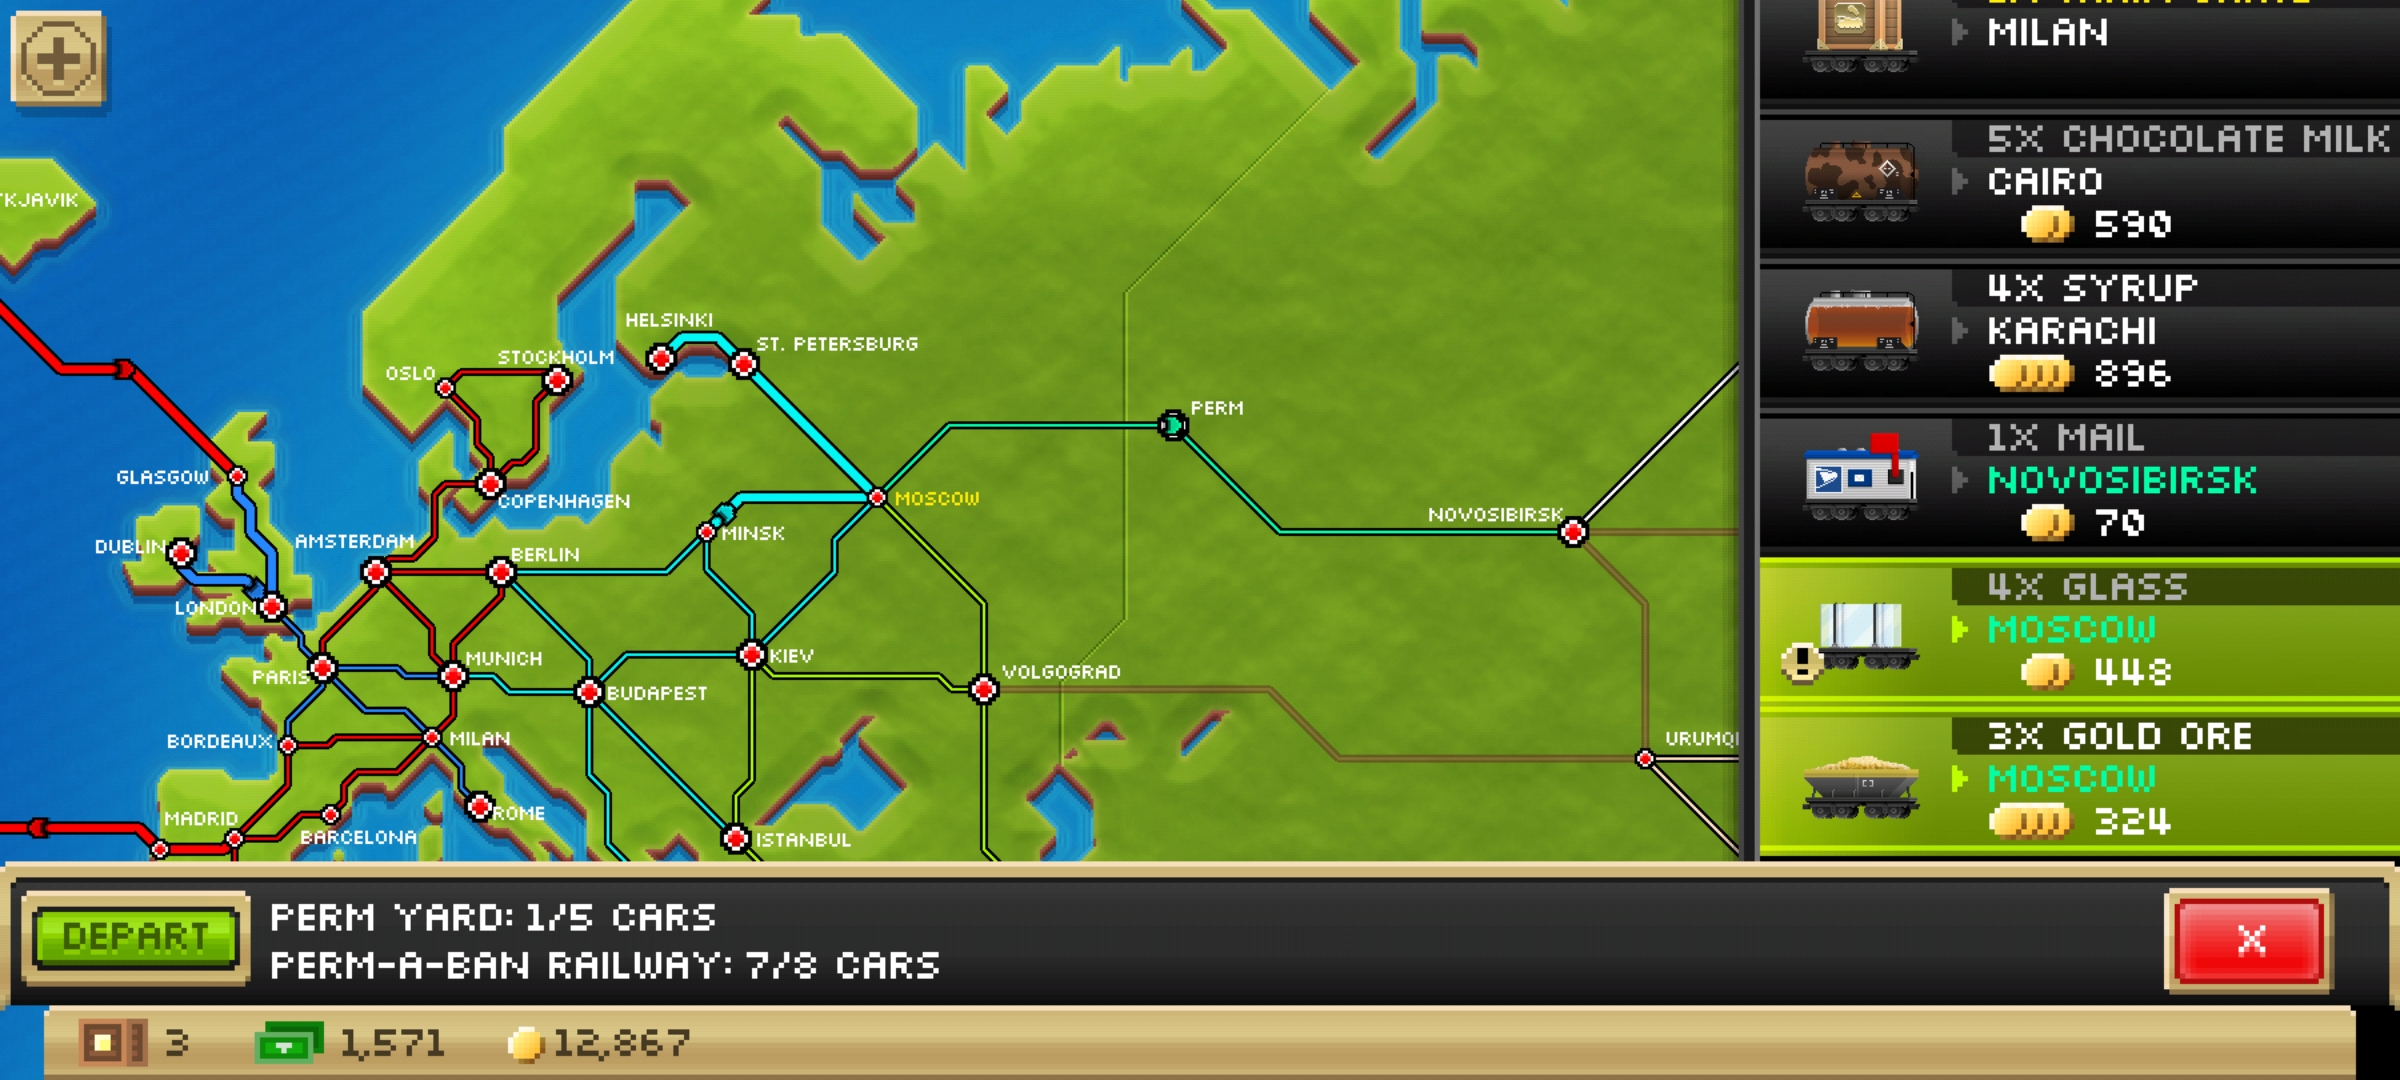 MILAN
5X CHOCOLATE MILK
CAIRO
590
4X SYRUP
KARACHI
896
1X MAIL
NOVOSIBIRSK
70
4X GLASS
MOSCOW
448
3X GOLD ORE
MOSCOW
324
KJAVIK
HELSINKI
ST. PETERSBURG
STOCKHOLM
OSLO
PERM
GLASGOW
COPENHAGEN
MOSCOW
NOVOSIBIRSK
MINSK
AMSTERDAM
DUBLIN
BERLIN
LONDON
MUNICH
KIEV
PARIS
VOLGOGRAD
BUDAPEST
BORDEAUX
MILAN
URUMQI
MADRID
ROME
BARCELONA
ISTANBUL
DEPART
PERM YARD: 1/5 CARS
PERM-A-BAN RAILWAY: 7/8 CARS
X
3
1,571
12,867